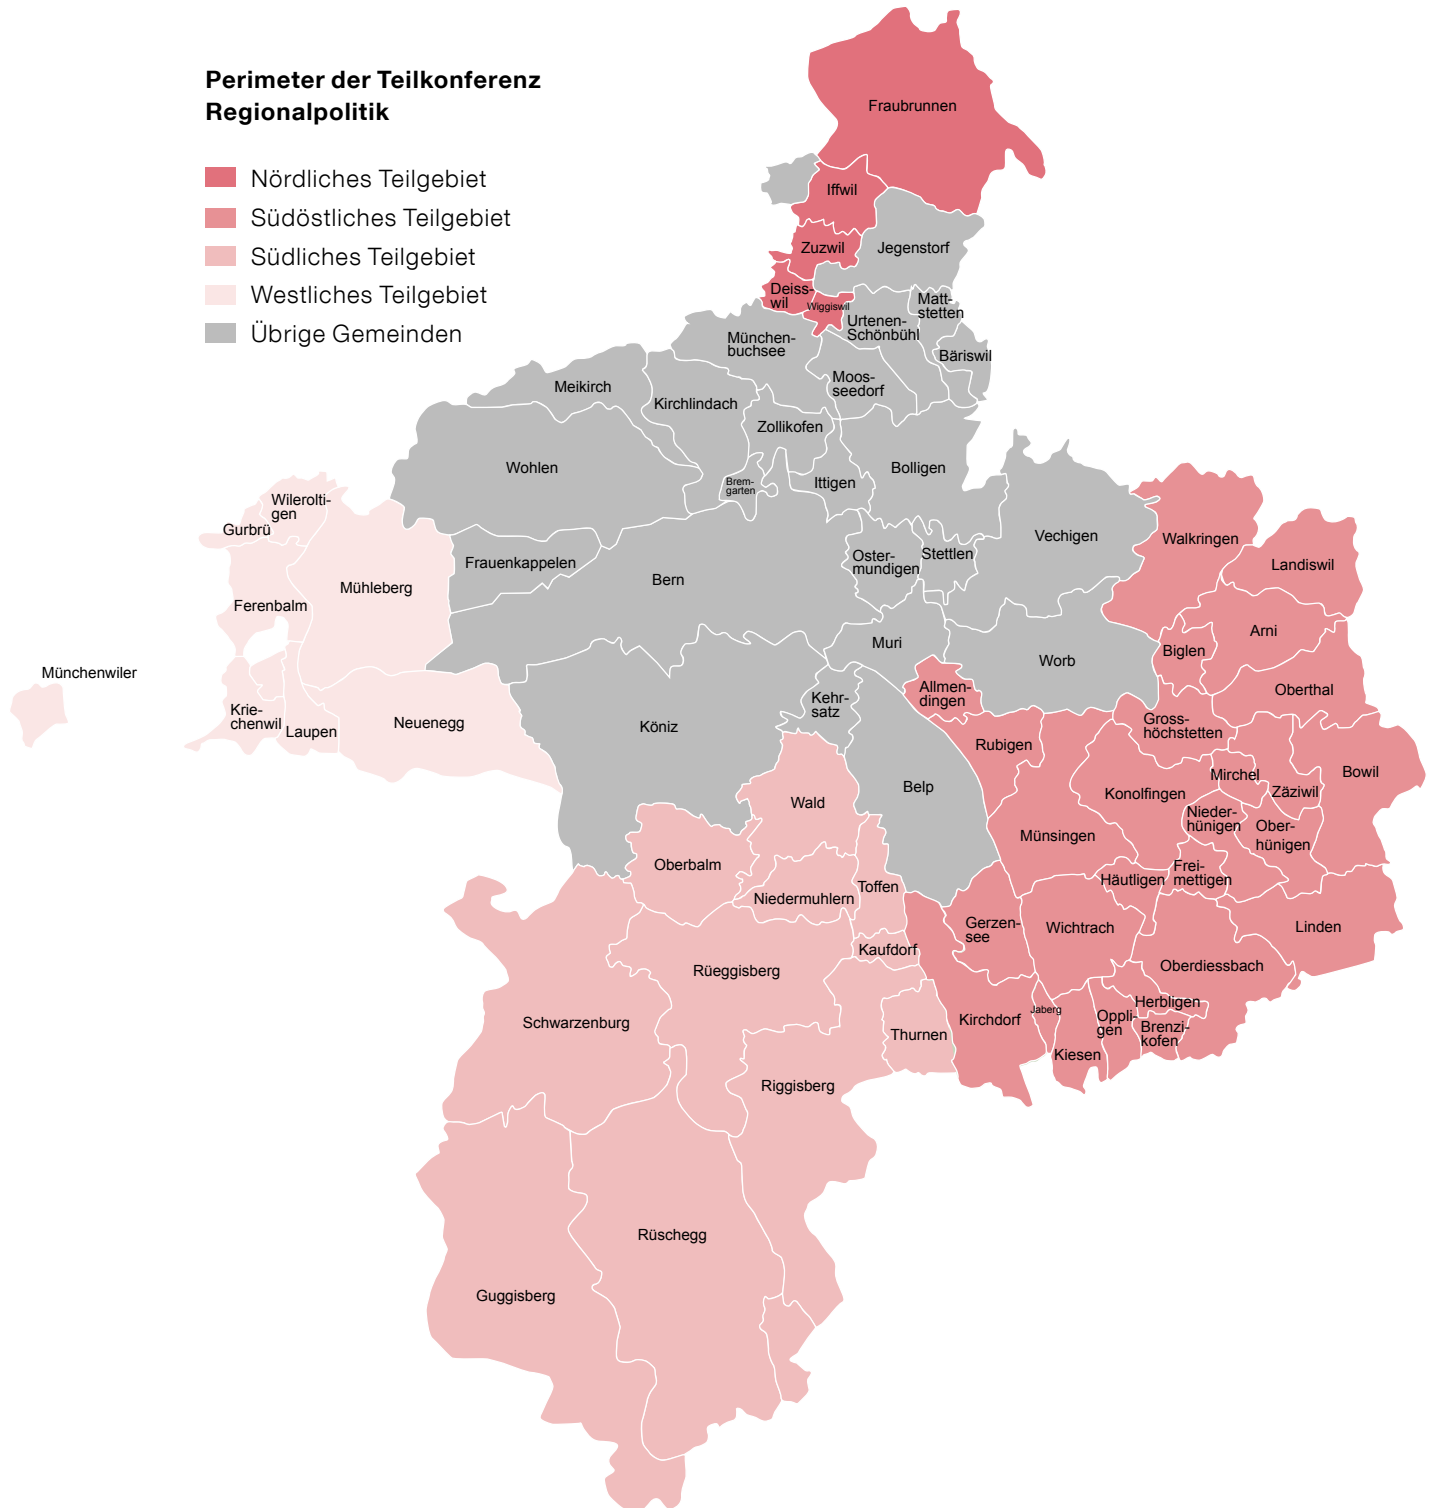 Perimeter der Teilkonferenz
Regionalpolitik
Nördliches Teilgebiet
Südöstliches Teilgebiet
Südliches Teilgebiet
Westliches Teilgebiet
Übrige Gemeinden
Fraubrunnen
Iffwil
Zuzwil
Jegenstorf
Deiss-
wil
Wiggiswil
Matt-
stetten
Urtenen-
Schönbühl
München-
buchsee
Bäriswil
Moos-
seedorf
Meikirch
Kirchlindach
Zollikofen
Wohlen
Bolligen
Brem-
garten
Ittigen
Wilerolti-
gen
Gurbrü
Vechigen
Walkringen
Frauenkappelen
Oster-
mundigen
Stettlen
Landiswil
Bern
Mühleberg
Ferenbalm
Arni
Muri
Biglen
Worb
Münchenwiler
Allmen-
dingen
Oberthal
Kehr-
satz
Krie-
chenwil
Laupen
Neuenegg
Köniz
Gross-
höchstetten
Rubigen
Mirchel
Bowil
Belp
Konolfingen
Zäziwil
Wald
Nieder-
hünigen
Ober-
hünigen
Münsingen
Oberbalm
Frei-
mettigen
Häutligen
Toffen
Niedermuhlern
Gerzen-
see
Wichtrach
Linden
Kaufdorf
Rüeggisberg
Oberdiessbach
Herbligen
Jaberg
Oppli-
gen
Brenzi-
kofen
Kirchdorf
Schwarzenburg
Thurnen
Kiesen
Riggisberg
Rüschegg
Guggisberg